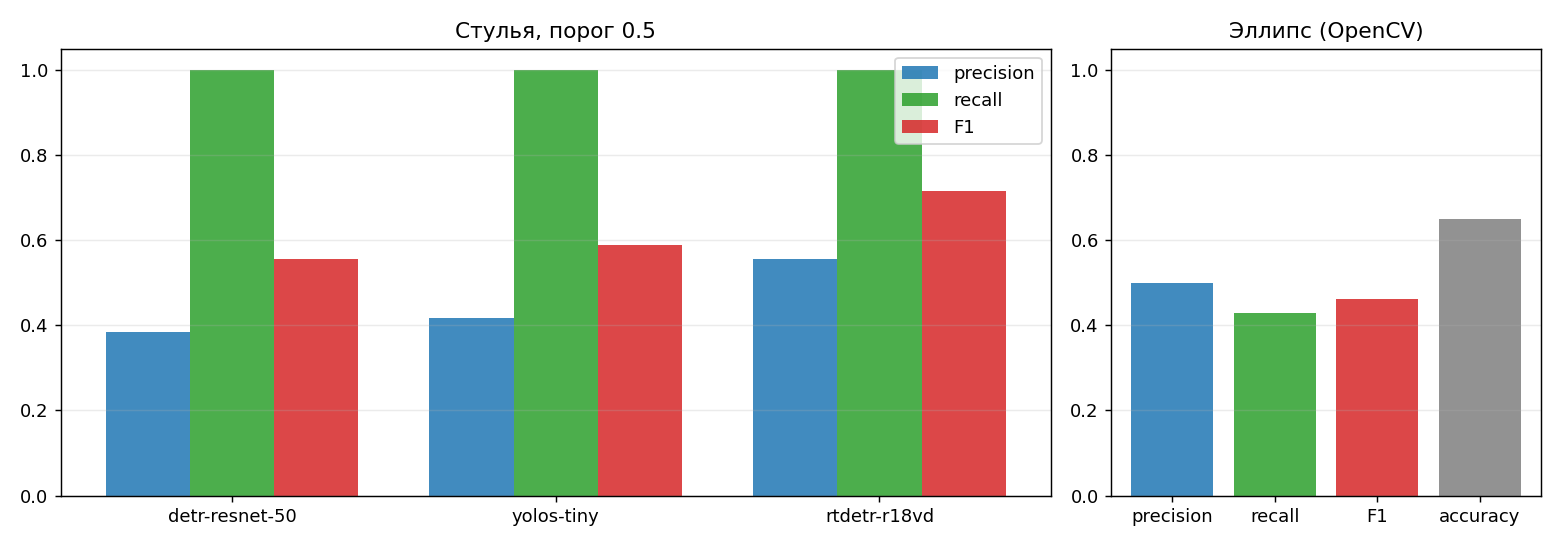 Стулья, порог 0.5
1.0
0.8
0.6
0.4
0.2
0.0
detr-resnet-50
yolos-tiny
rtdetr-r18vd
precision
recall
F1
Эллипс (OpenCV)
1.0
0.8
0.6
0.4
0.2
0.0
precision
recall
F1
accuracy